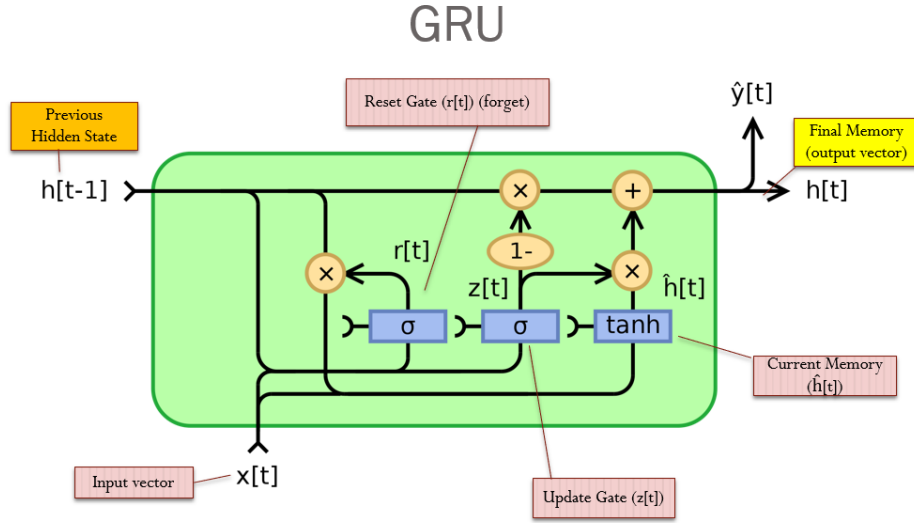 GRU
Reset Gate (r[t]) (forget)
Previous
Hidden State
ŷ[t]
Final Memory
(output vector)
h[t-1]
×
+
h[t]
1-
r[t]
×
z[t]
×
ĥ[t]
σ
σ
tanh
Current Memory
(ĥ[t])
Input vector
x[t]
Update Gate (z[t])